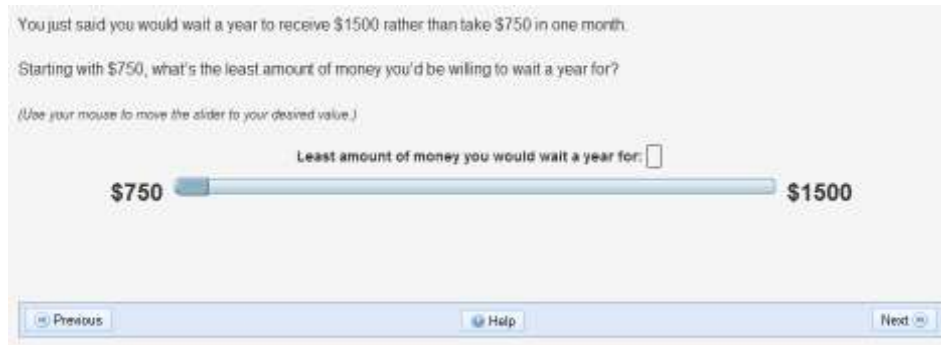 You just said you would wait a year to receive $1500 rather than take $750 in one month.
Starting with $750, what's the least amount of money you'd be willing to wait a year for?
(Use your mouse to move the slider to your desired value.)
Least amount of money you would wait a year for:
$750 $1500
Previous Help Next